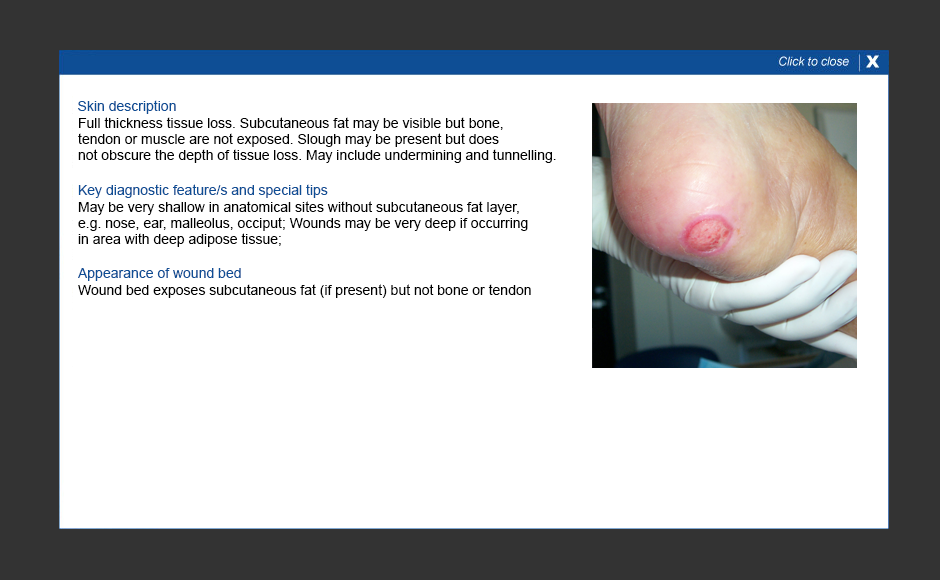 Click to close X
Skin description
Full thickness tissue loss. Subcutaneous fat may be visible but bone,
tendon or muscle are not exposed. Slough may be present but does
not obscure the depth of tissue loss. May include undermining and tunnelling.
Key diagnostic feature/s and special tips
May be very shallow in anatomical sites without subcutaneous fat layer,
e.g. nose, ear, malleolus, occiput; Wounds may be very deep if occurring
in area with deep adipose tissue;
Appearance of wound bed
Wound bed exposes subcutaneous fat (if present) but not bone or tendon